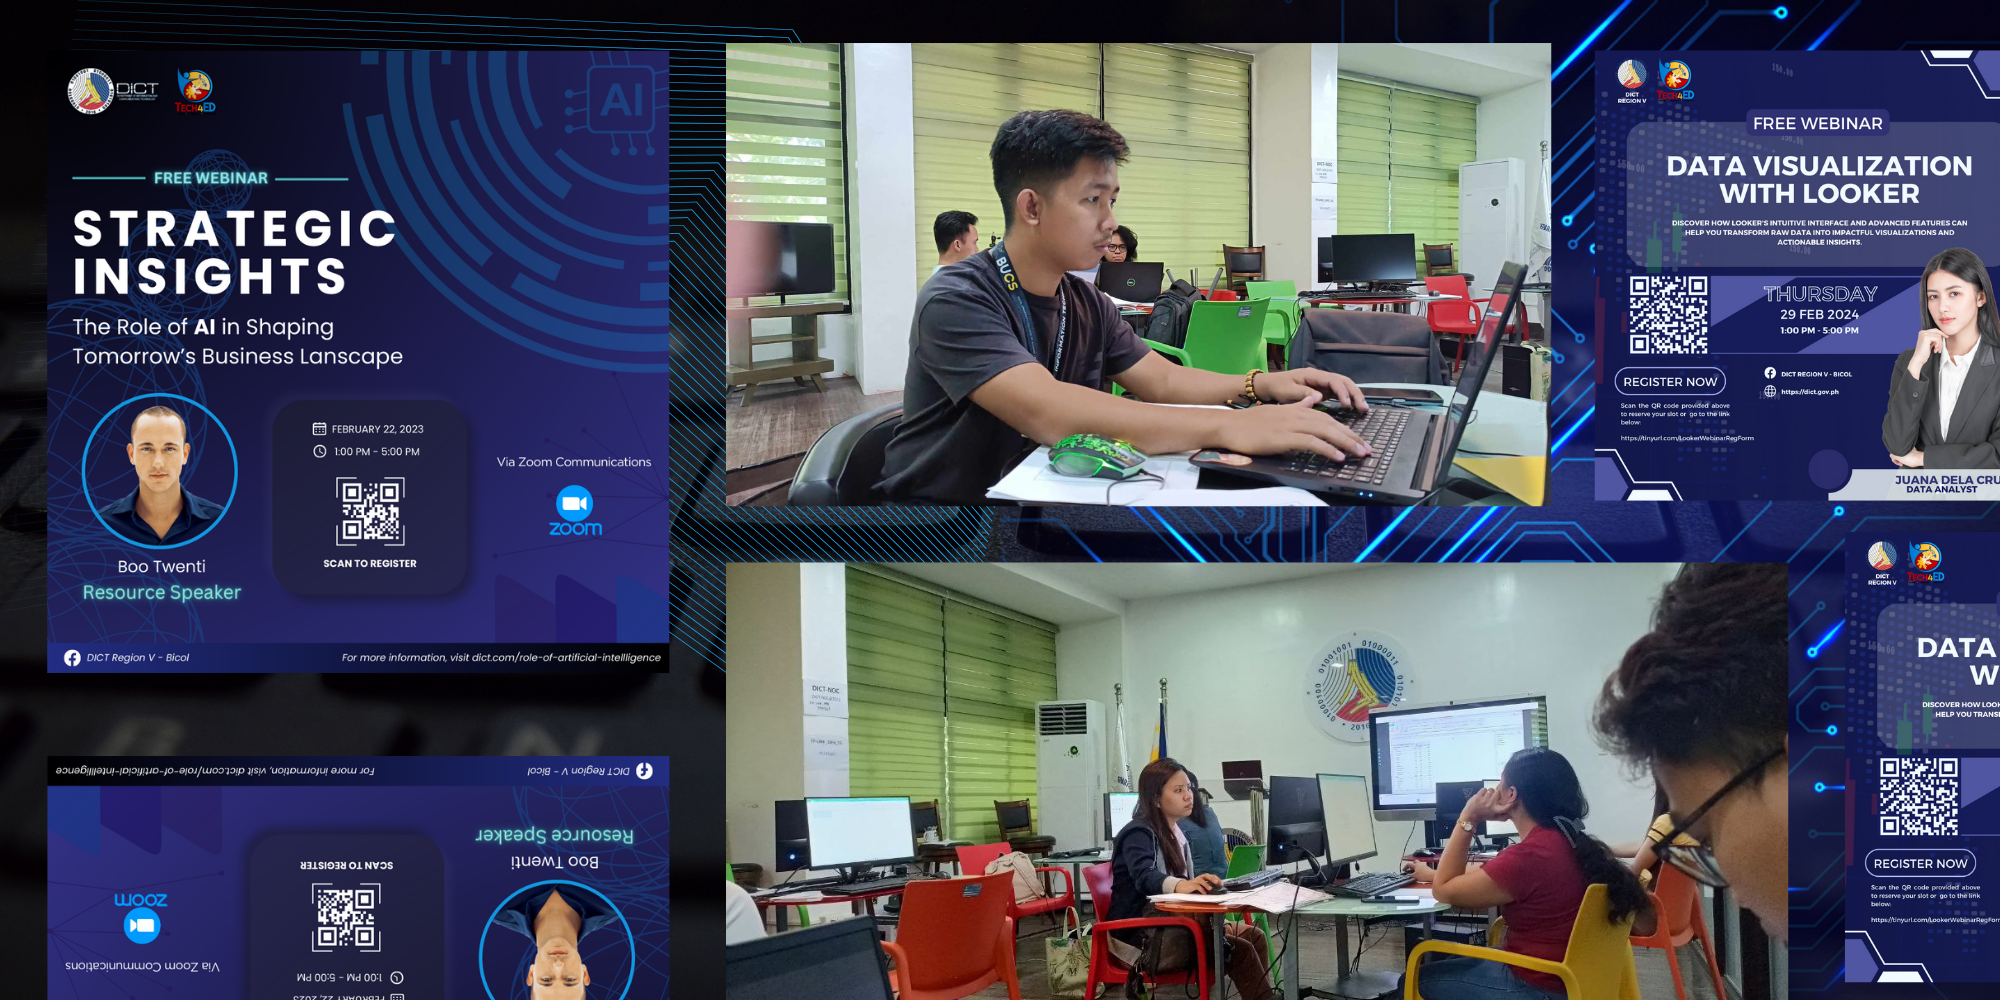 DICT
TECH4ED
AI
FREE WEBINAR
STRATEGIC
INSIGHTS
The Role of AI in Shaping
Tomorrow's Business Lanscape
FEBRUARY 22, 2023
1:00 PM - 5:00 PM
SCAN TO REGISTER
Via Zoom Communications
zoom
Boo Twenti
Resource Speaker
DICT Region V - Bicol
For more information, visit dict.com/role-of-artificial-intelligence
BUCS
INFORMATION TECH
DICT-NOC
DICT
REGION V
TECH4ED
FREE WEBINAR
DATA VISUALIZATION
WITH LOOKER
DISCOVER HOW LOOKER'S INTUITIVE INTERFACE AND ADVANCED FEATURES CAN
HELP YOU TRANSFORM RAW DATA INTO IMPACTFUL VISUALIZATIONS AND
ACTIONABLE INSIGHTS.
THURSDAY
29 FEB 2024
1:00 PM - 5:00 PM
REGISTER NOW
DICT REGION V - BICOL
https://dict.gov.ph
Scan the QR code provided above
to reserve your slot or go to the link
below:
https://tinyurl.com/LookerWebinarRegForm
JUANA DELA CRU
DATA ANALYST
For more information, visit dict.com/role-of-artificial-intelligence
DICT Region V - Bicol
Resource Speaker
Boo Twenti
SCAN TO REGISTER
zoom
Via Zoom Communications
1:00 PM - 5:00 PM
FEBRUARY 22, 2023
DICT-NOC
01001001 01000011
2016
DICT
REGION V
TECH4ED
DATA
W
DISCOVER HOW LOOK
HELP YOU TRANS
REGISTER NOW
Scan the QR code provided above
to reserve your slot or go to the link
below:
https://tinyurl.com/LookerWebinarRegForm